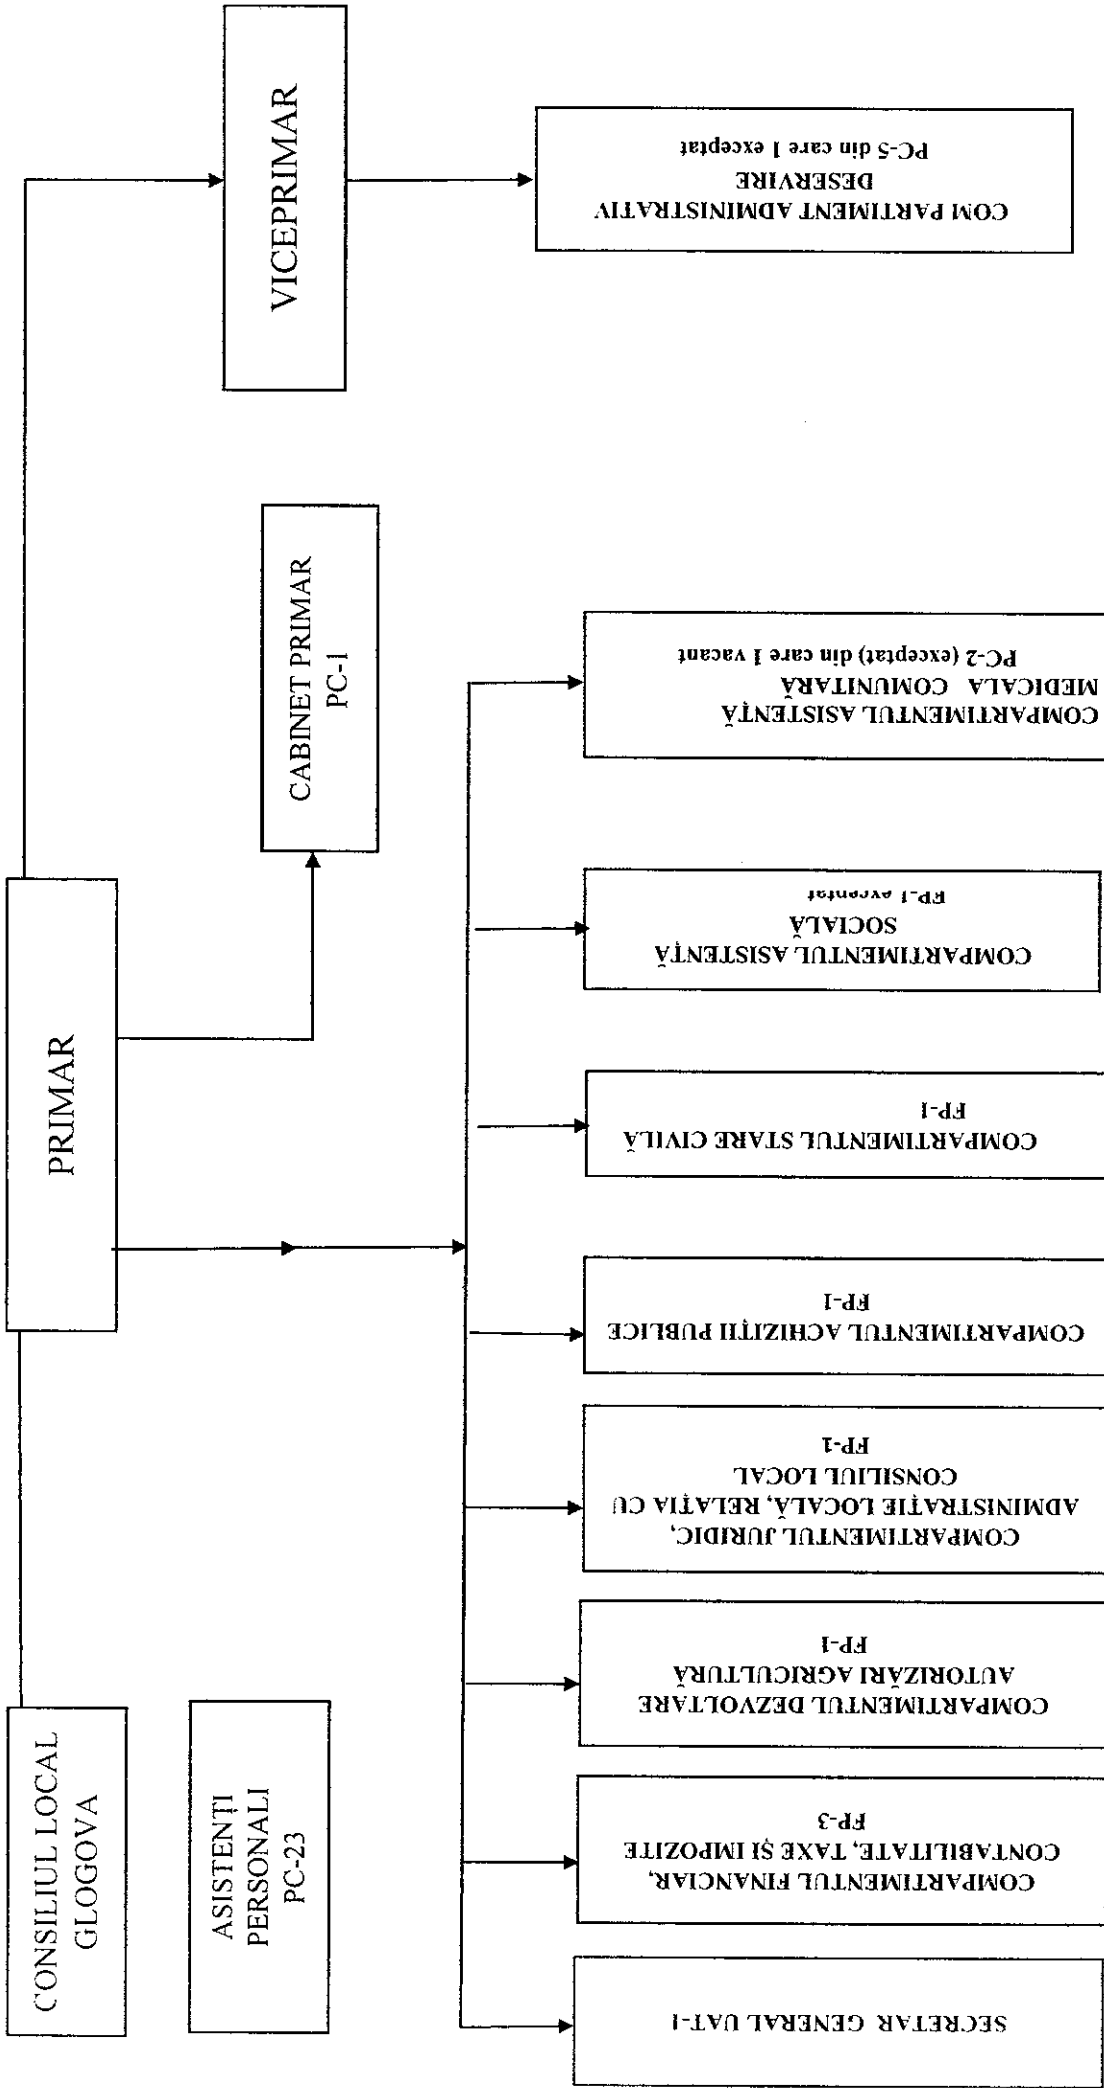 CONSILIUL LOCAL
GLOGOVA
PRIMAR
VICEPRIMAR
ASISTENȚI
PERSONALI
PC-23
CABINET PRIMAR
PC-1
SECRETAR GENERAL UAT-1
COMPARTIMENTUL FINANCIAR,
CONTABILITATE, TAXE ȘI IMPOZITE
FP-3
COMPARTIMENTUL DEZVOLTARE
AUTORIZĂRI AGRICULTURĂ
FP-1
COMPARTIMENTUL JURIDIC,
ADMINISTRAȚIE LOCALĂ, RELAȚIA CU
CONSILIUL LOCAL
FP-1
COMPARTIMENTUL ACHIZIȚII PUBLICE
FP-1
COMPARTIMENTUL STARE CIVILĂ
FP-1
COMPARTIMENTUL ASISTENȚĂ
SOCIALĂ
FP-1 exceptat
COMPARTIMENTUL ASISTENȚĂ
MEDICALA COMUNITARĂ
PC-2 (exceptat) din care 1 vacant
COM PARTIMENT ADMINISTRATIV
DESERVIRE
PC-5 din care 1 exceptat